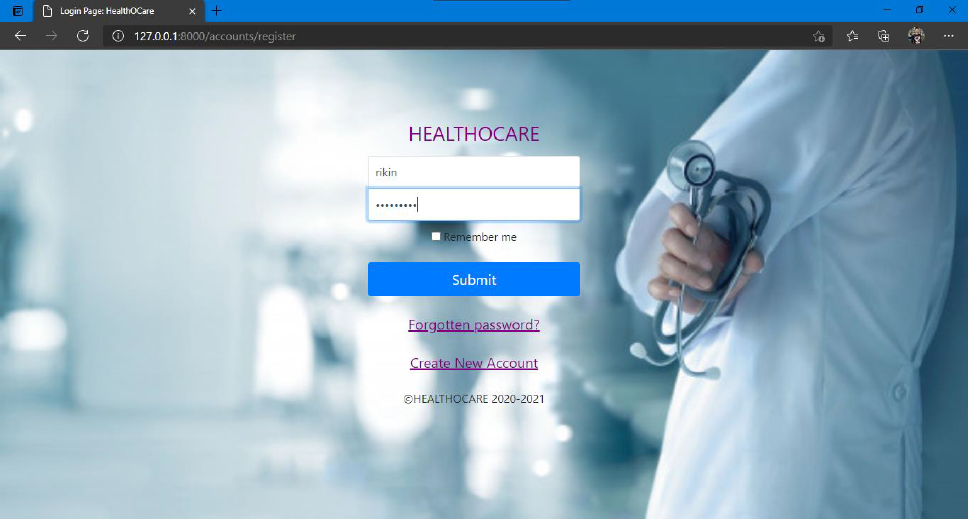 Login Page: HealthOCare
127.0.0.1:8000/accounts/register
HEALTHOCARE
rikin
•••••••••
Remember me
Submit
Forgotten password?
Create New Account
©HEALTHOCARE 2020-2021